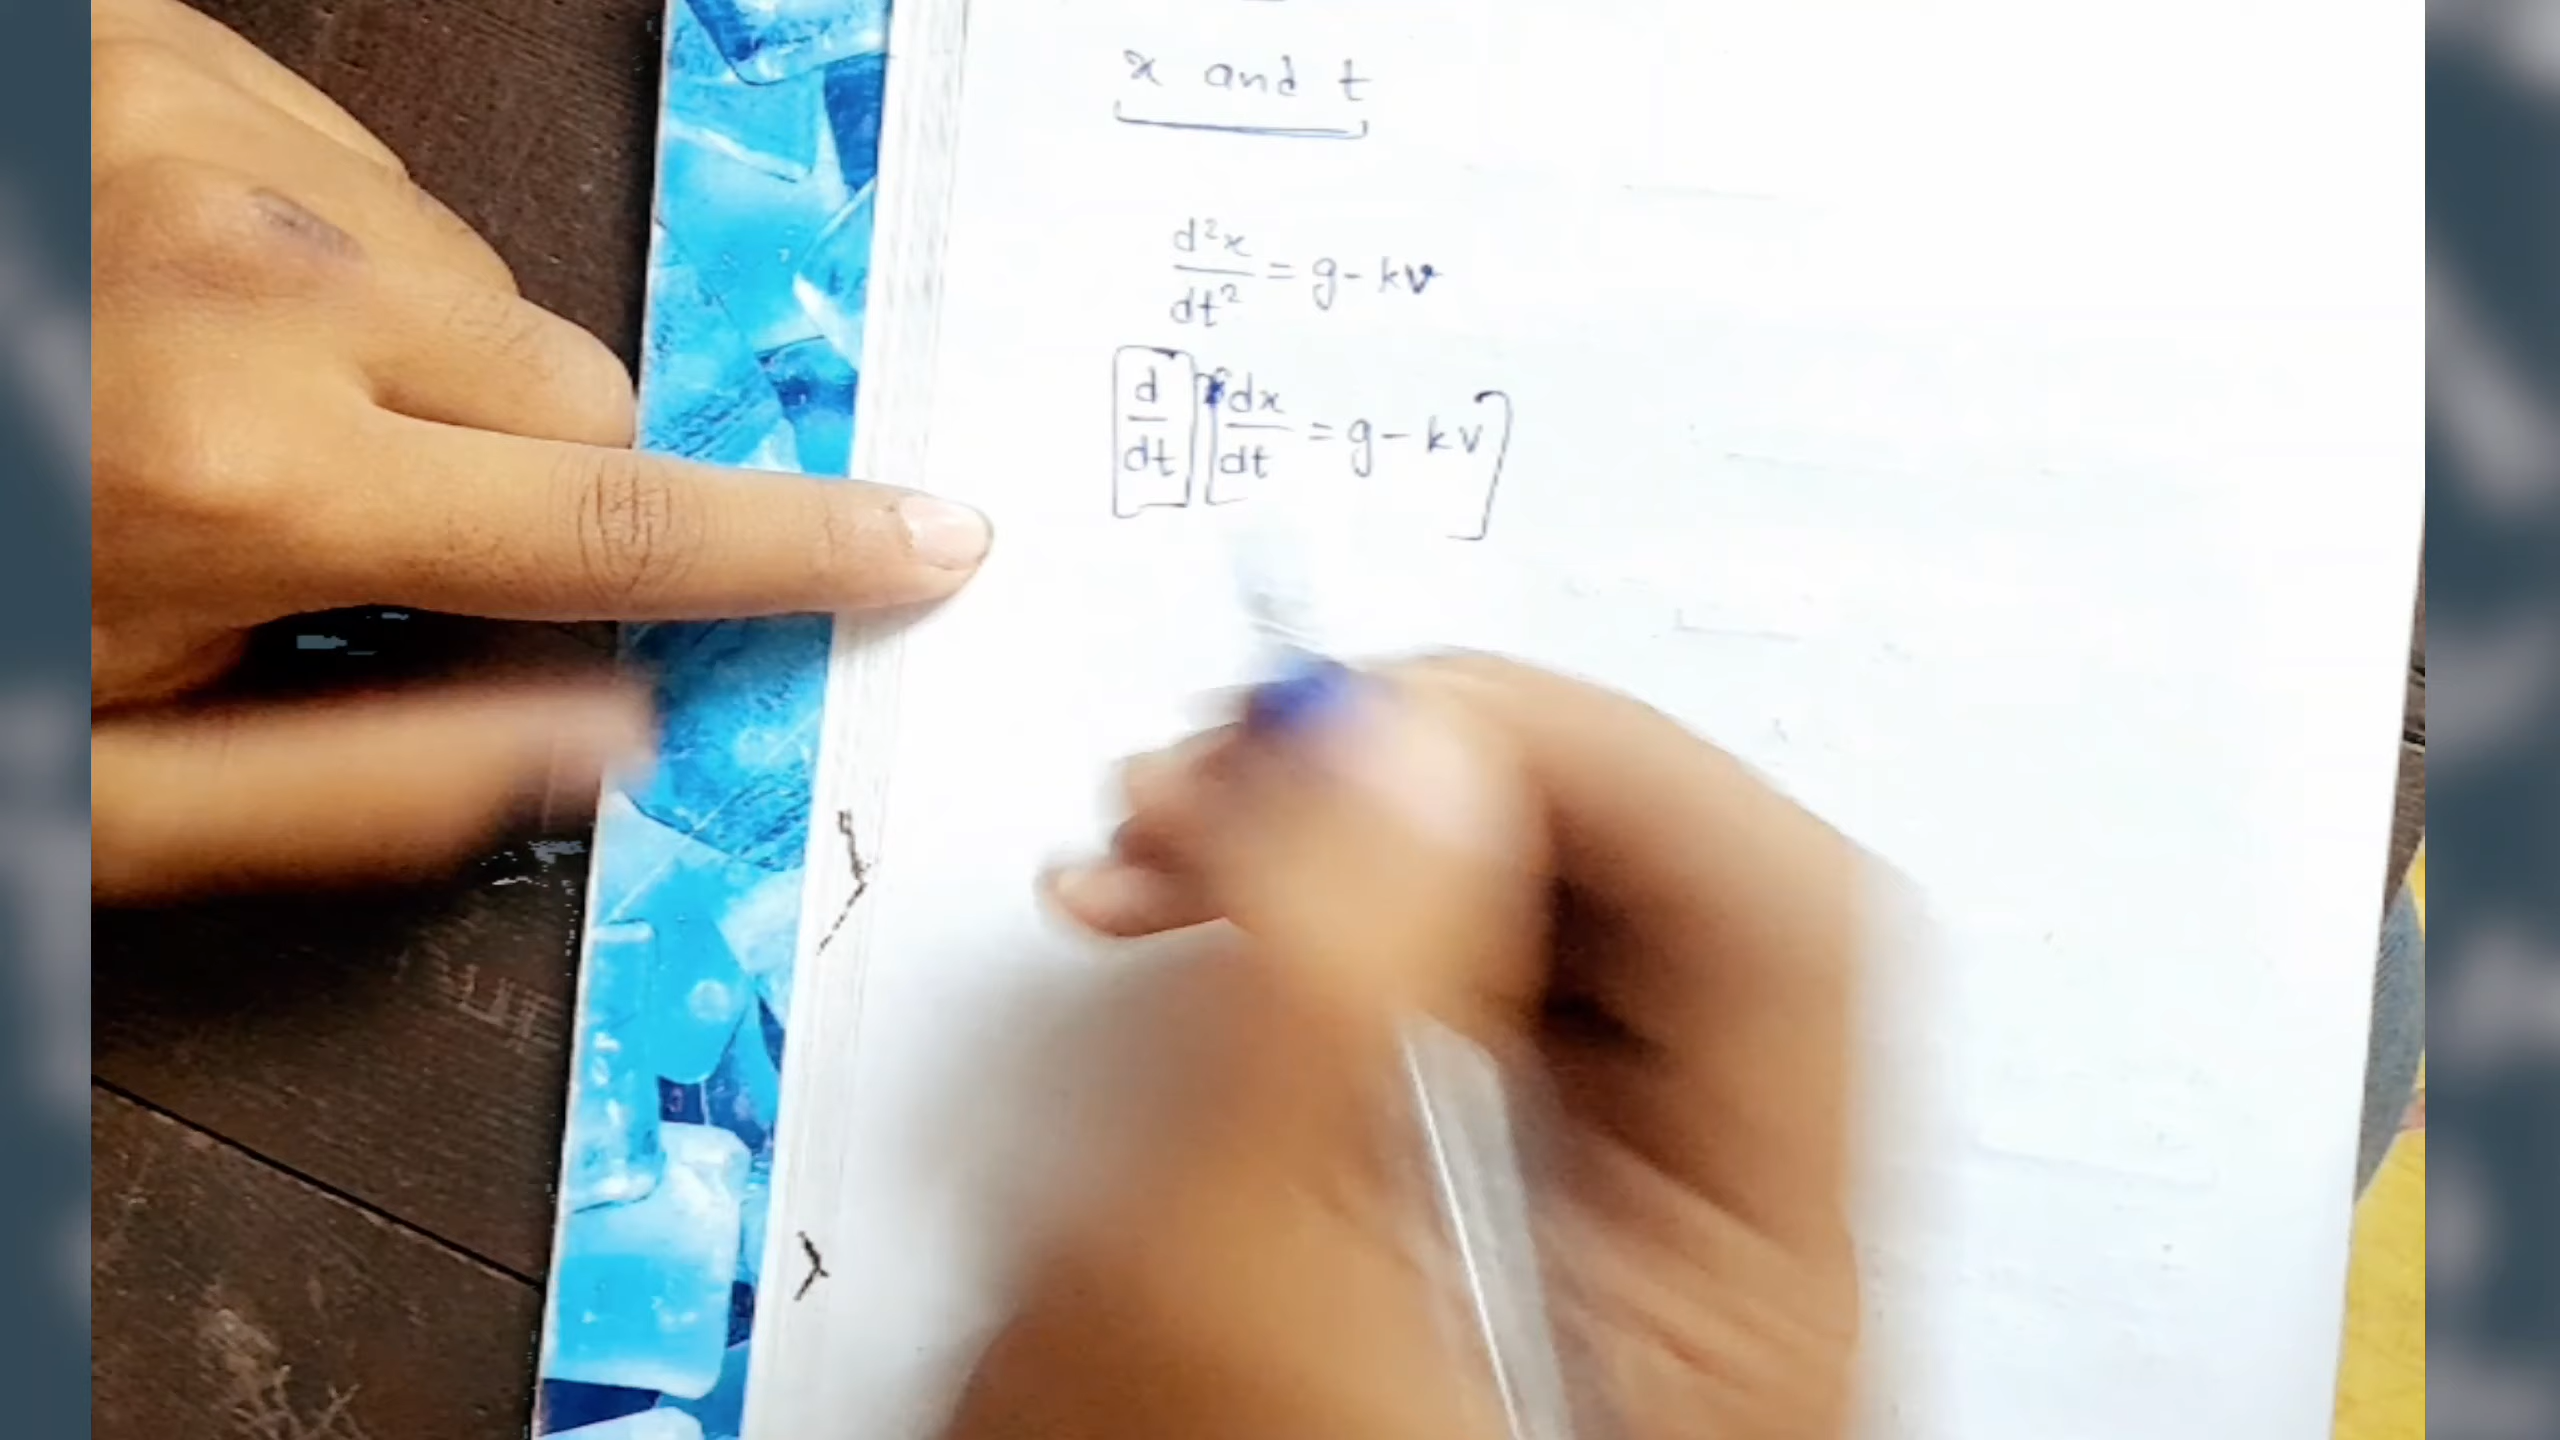 x and t
d²x/dt² = g - kv
[d/dt] [dx/dt = g - kv]